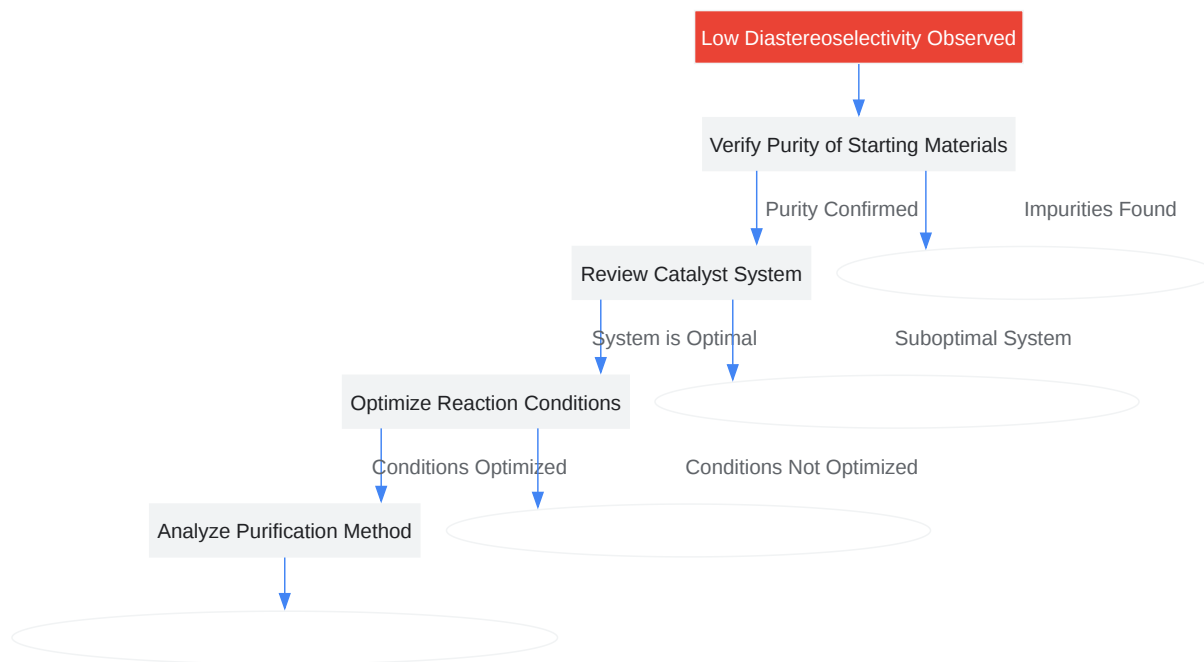 Low Diastereoselectivity Observed
Verify Purity of Starting Materials
Purity Confirmed
Impurities Found
Review Catalyst System
System is Optimal
Suboptimal System
Optimize Reaction Conditions
Conditions Optimized
Conditions Not Optimized
Analyze Purification Method